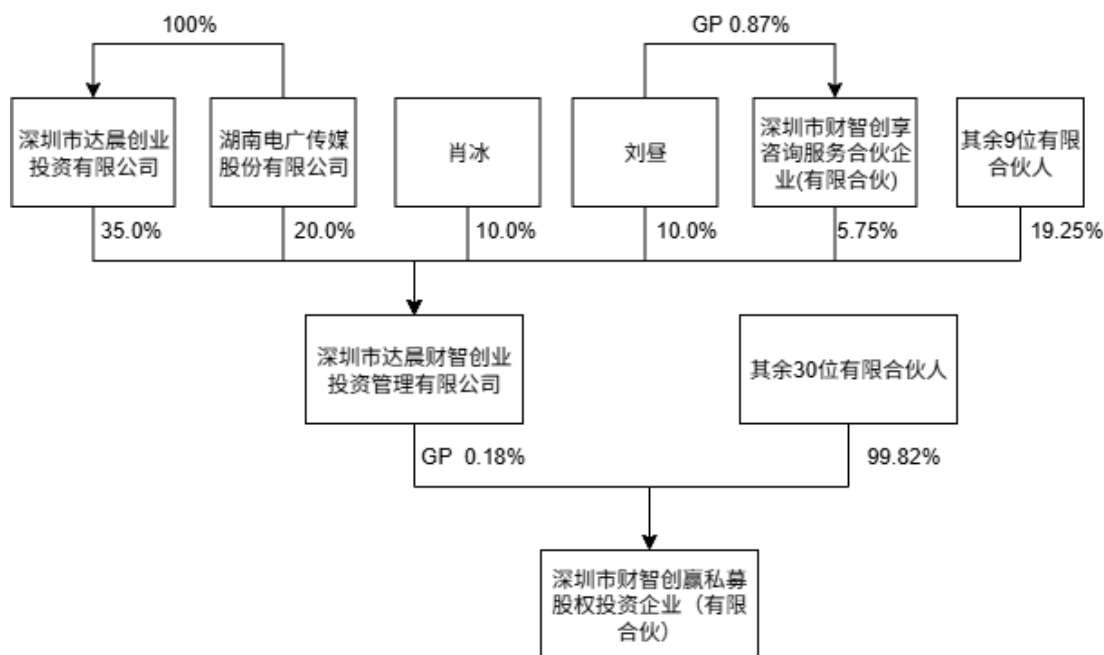 100%
GP 0.87%
深圳市达晨创业
投资有限公司
湖南电广传媒
股份有限公司
肖冰
刘昼
深圳市财智创享
咨询服务合伙企
业(有限合伙)
其余9位有限
合伙人
35.0%
20.0%
10.0%
10.0%
5.75%
19.25%
深圳市达晨财智创业
投资管理有限公司
其余30位有限合伙人
GP 0.18%
99.82%
深圳市财智创赢私募
股权投资企业（有限
合伙）